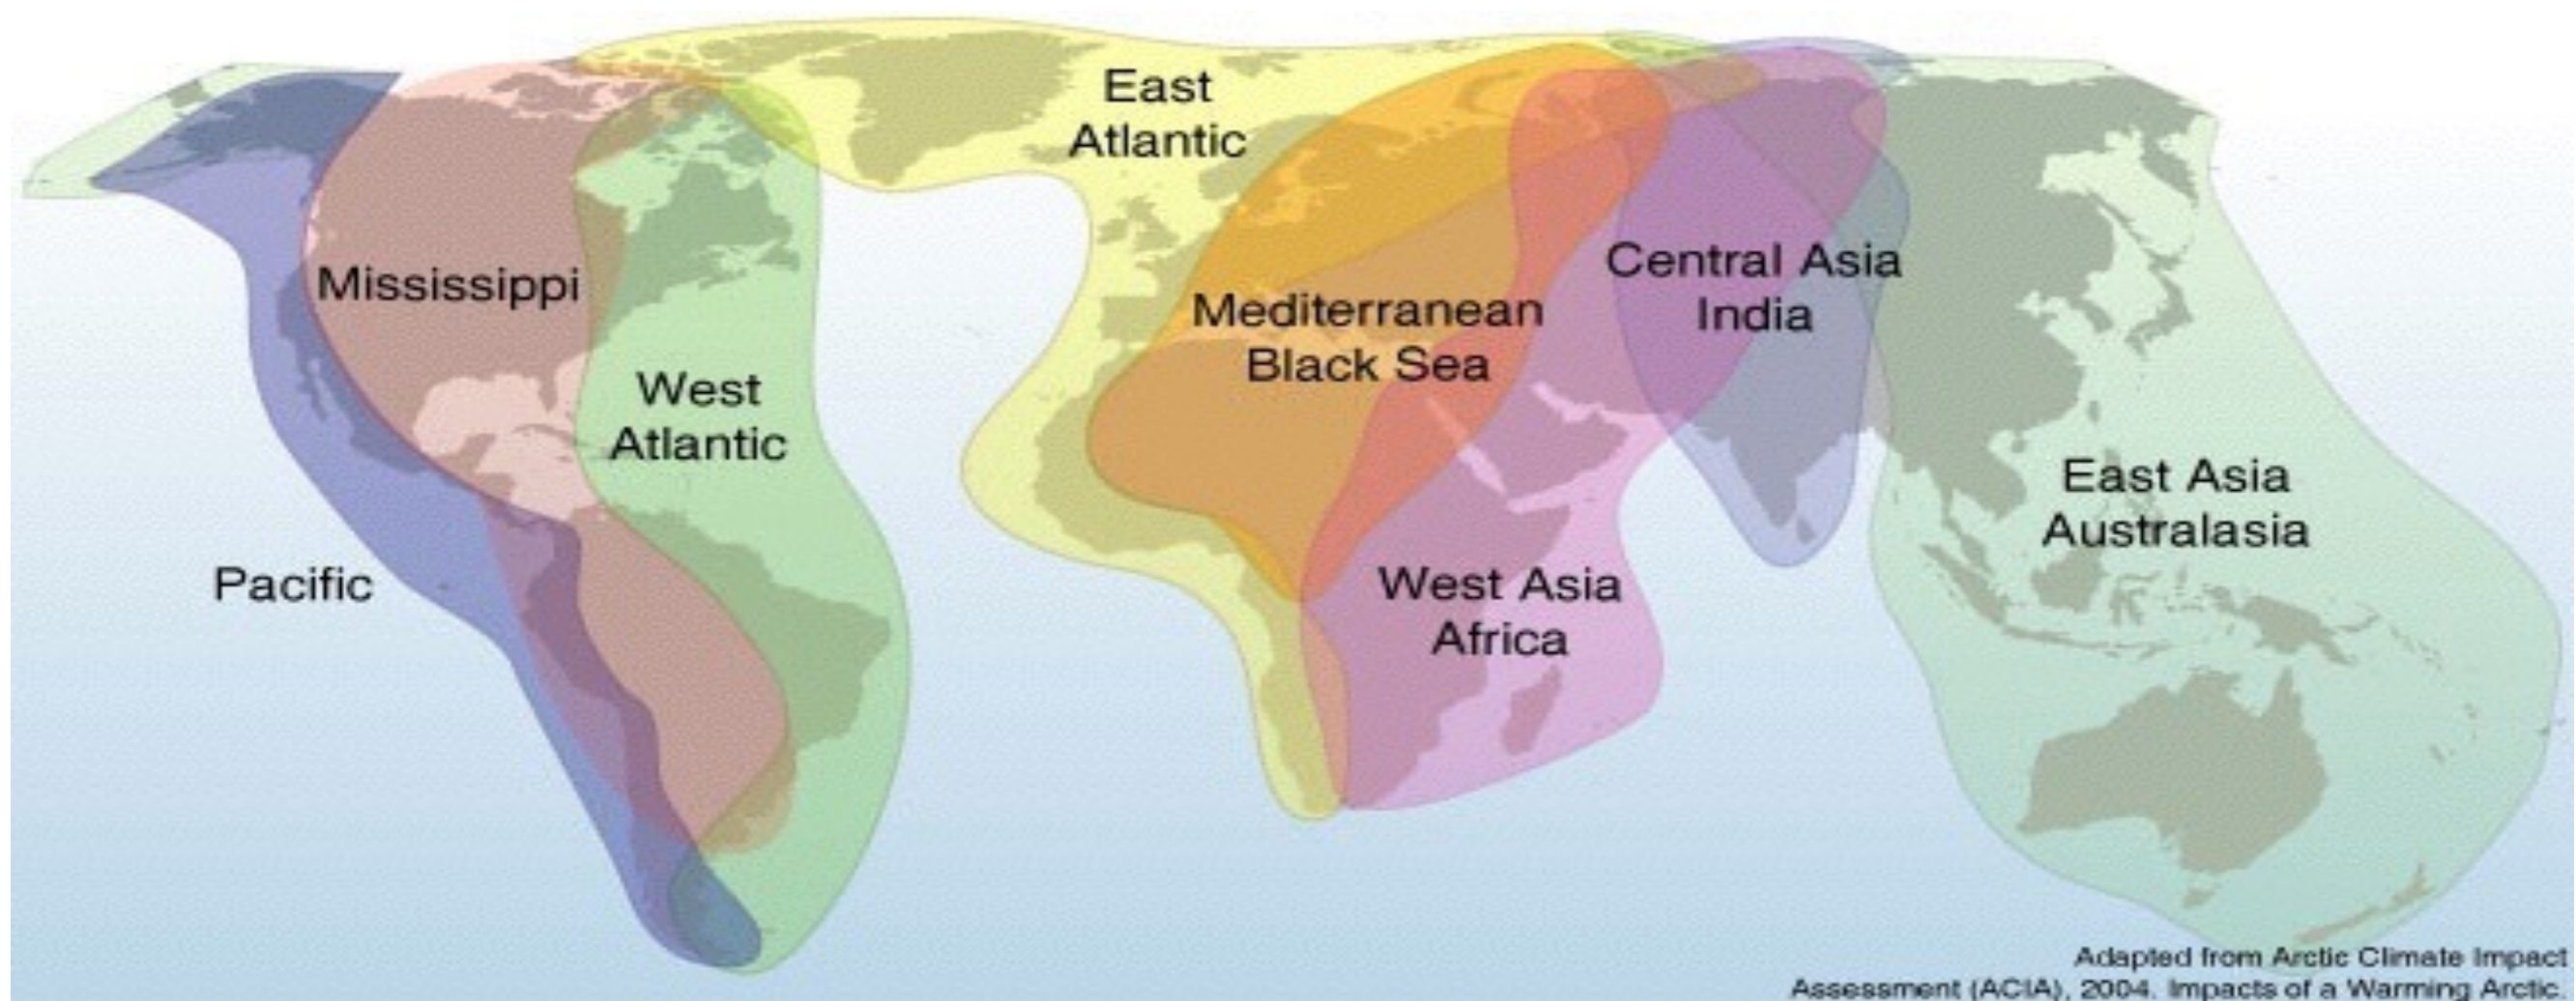 East
Atlantic
Mississippi
Central Asia
India
Mediterranean
Black Sea
West
Atlantic
East Asia
Australasia
Pacific
West Asia
Africa
Adapted from Arctic Climate Impact
Assessment (ACIA), 2004. Impacts of a Warming Arctic.